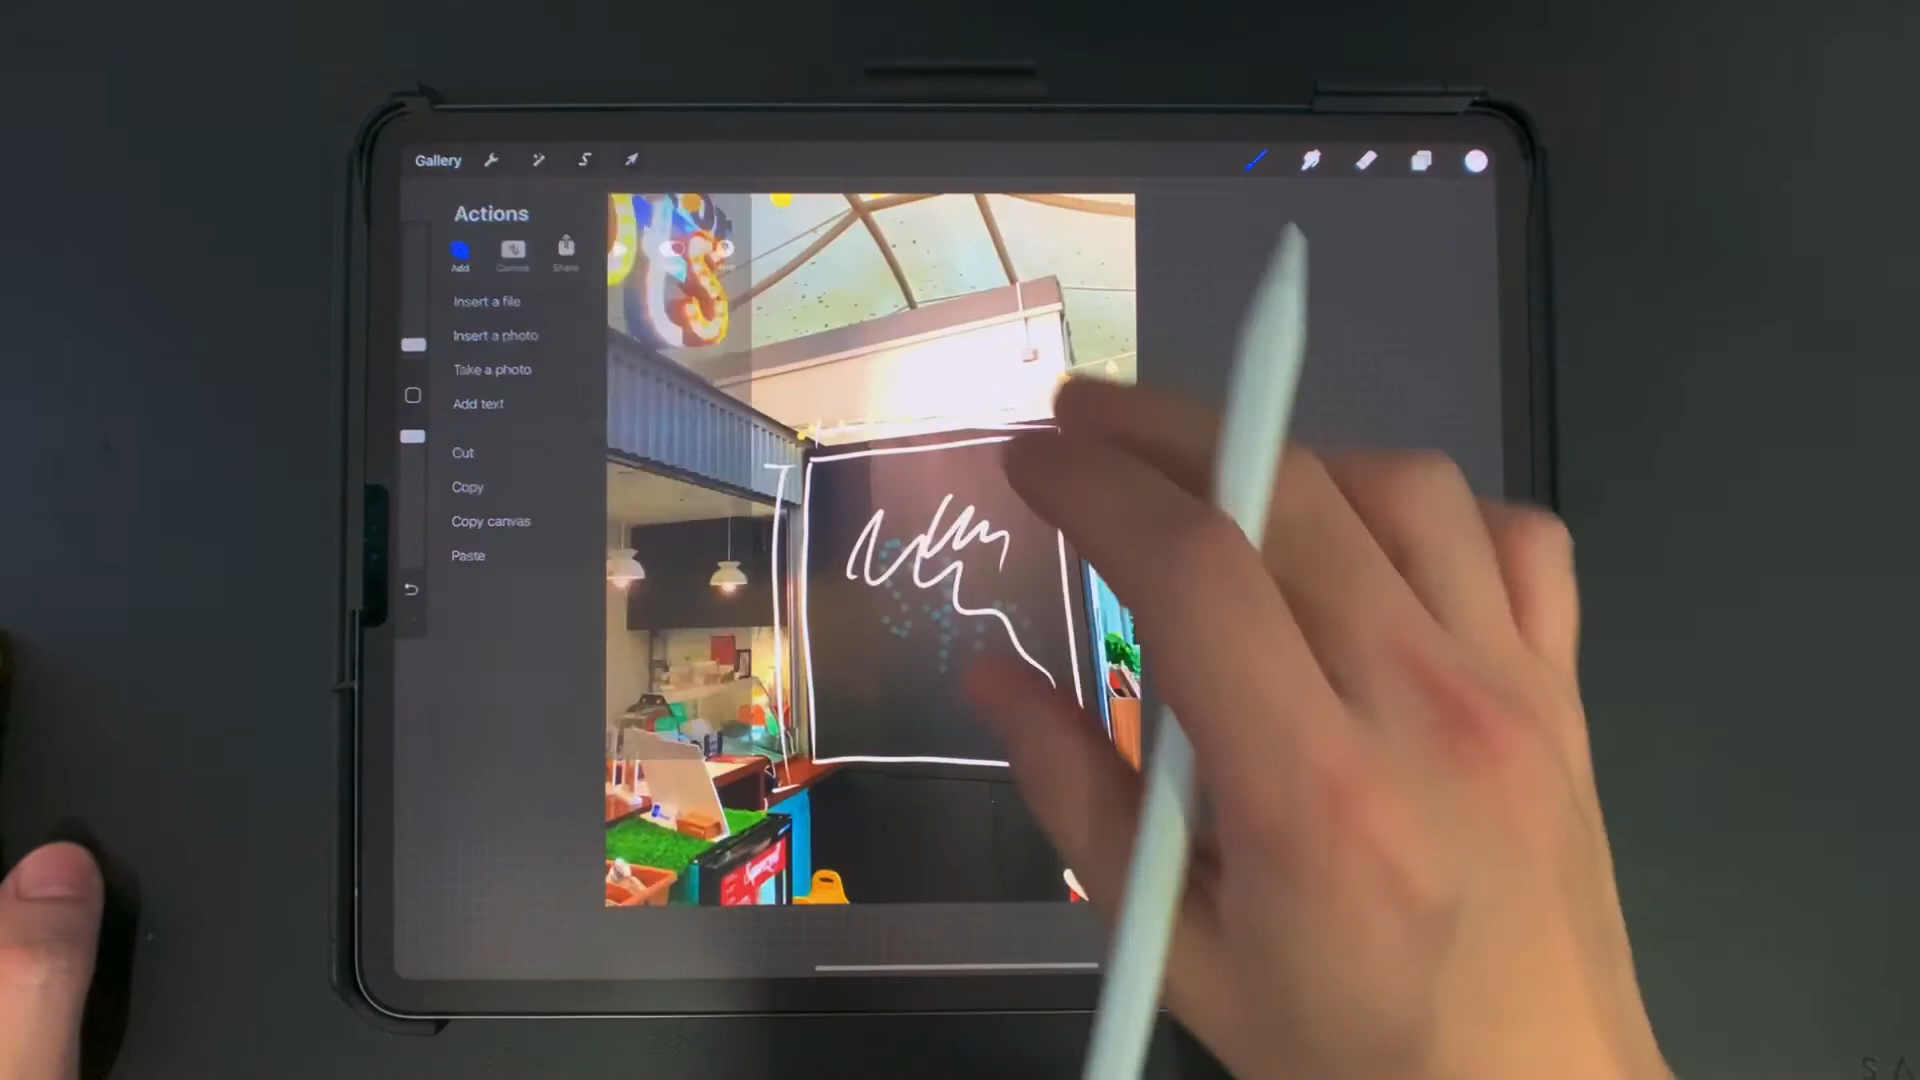 Gallery
Actions
Add
Canvas
Share
Insert a file
Insert a photo
Take a photo
Add text
Cut
Copy
Copy canvas
Paste